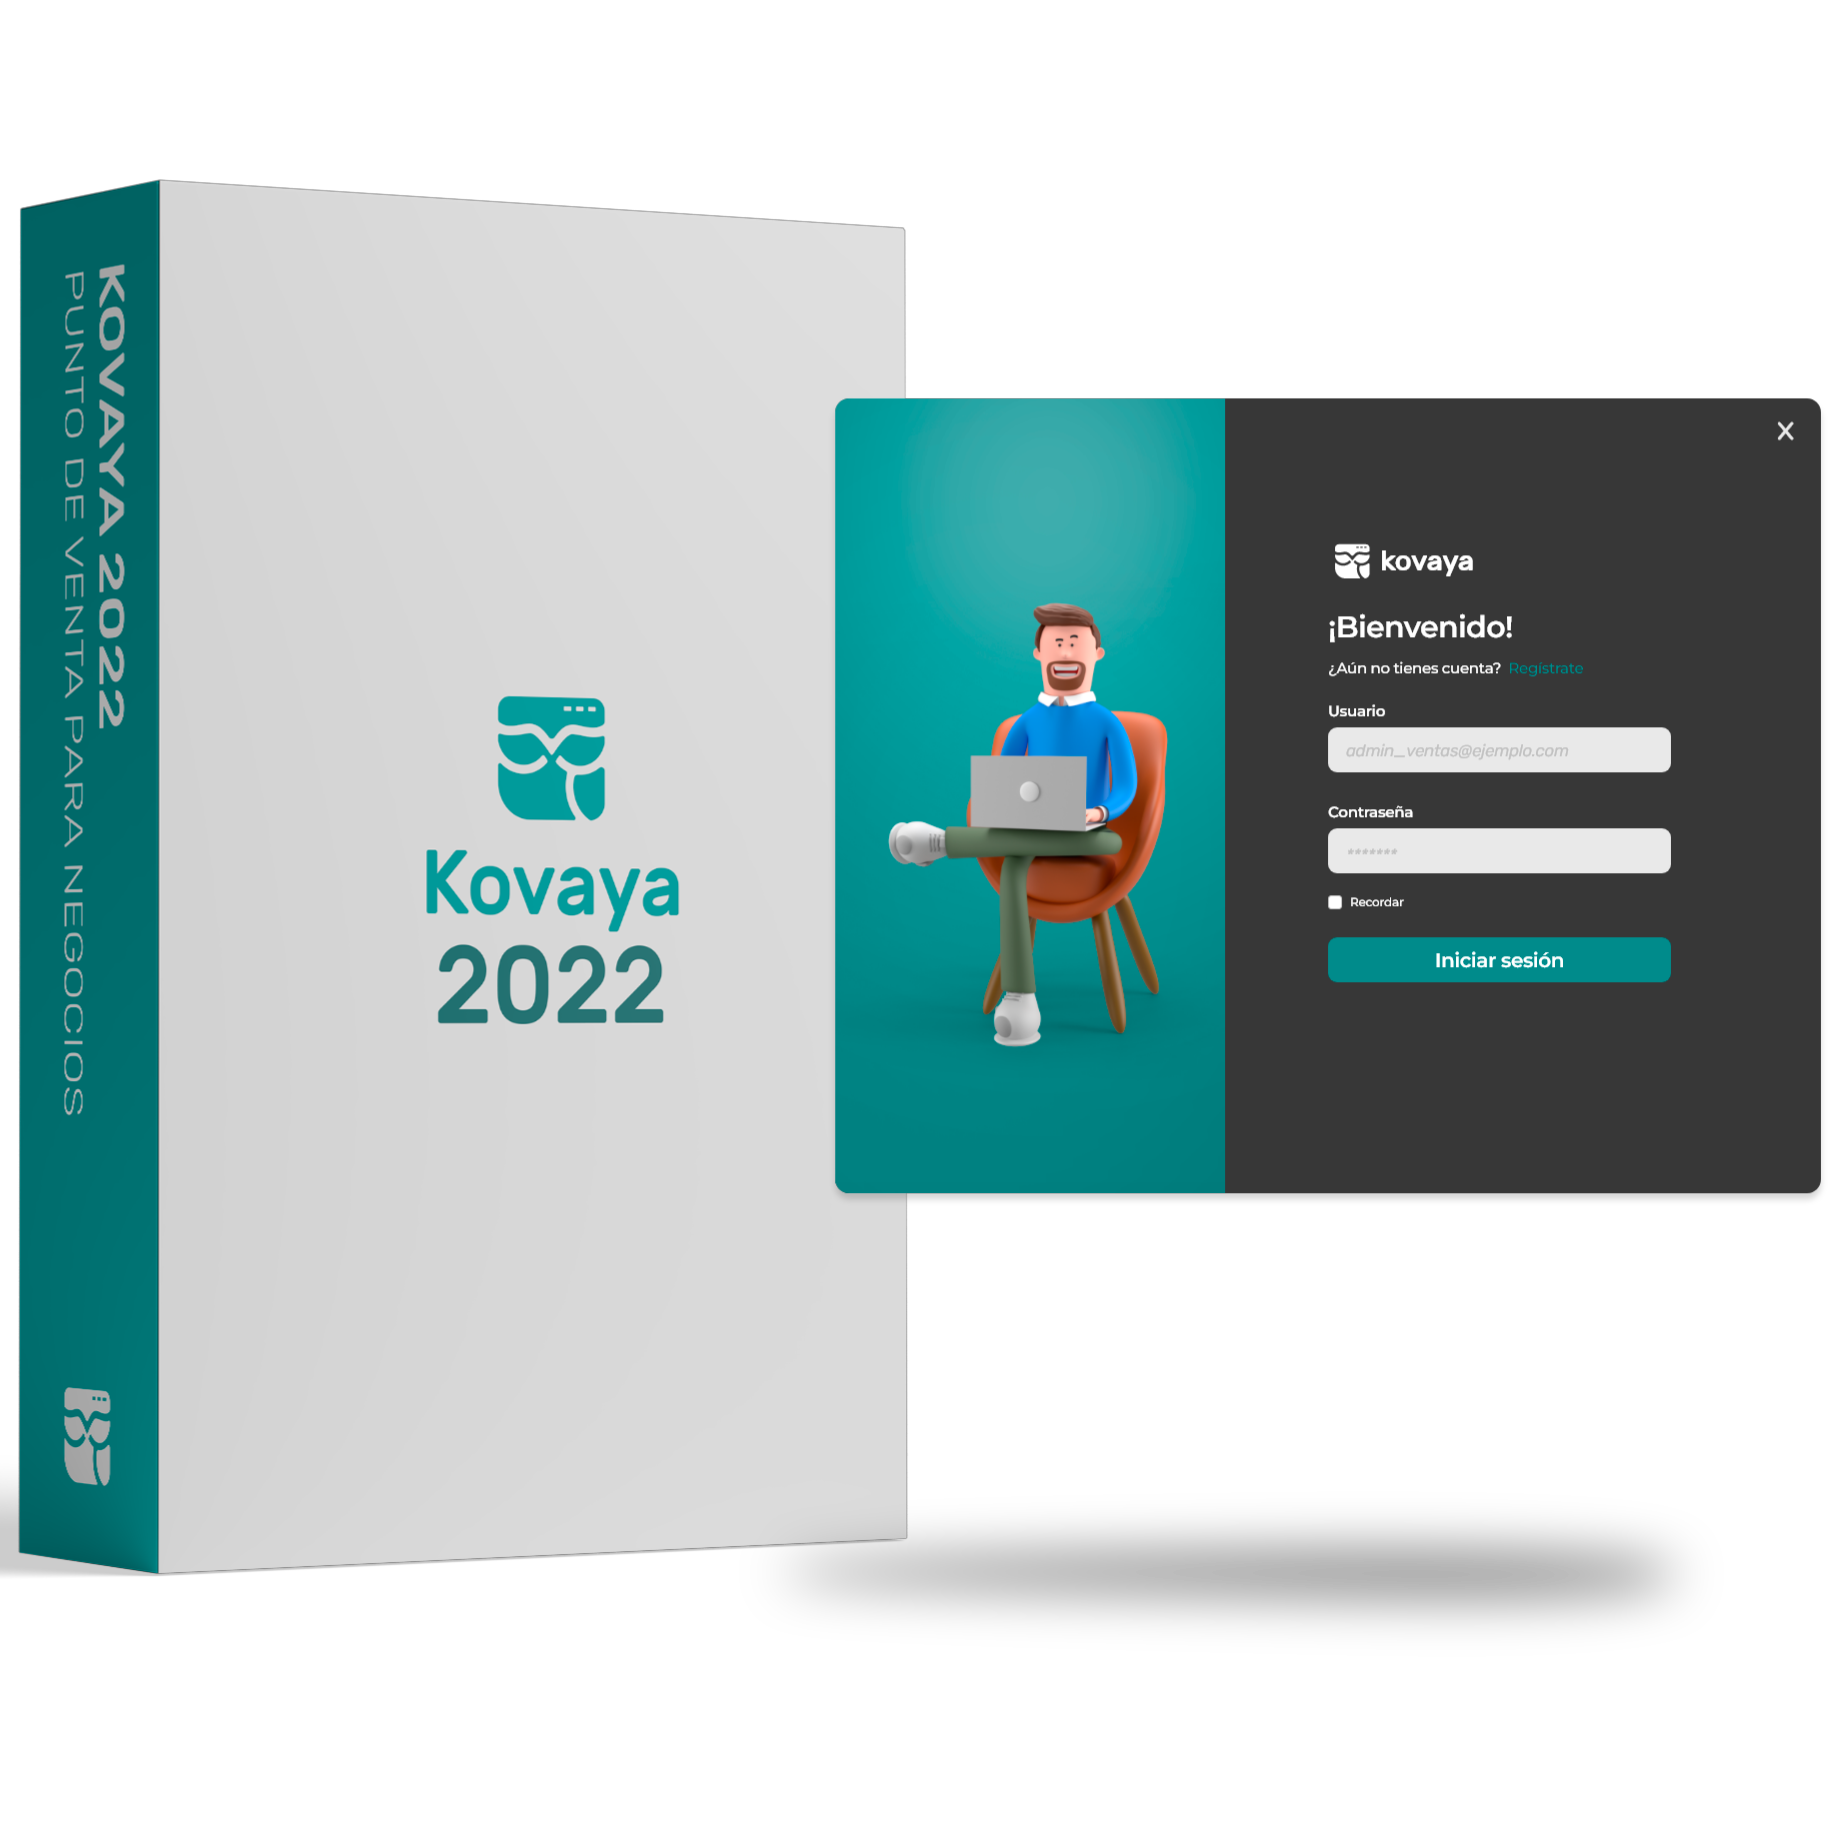 KOVAYA 2022
PUNTO DE VENTA PARA NEGOCIOS
Kovaya
2022
X
kovaya
¡Bienvenido!
¿Aún no tienes cuenta? Regístrate
Usuario
admin_ventas@ejemplo.com
Contraseña
*******
Recordar
Iniciar sesión